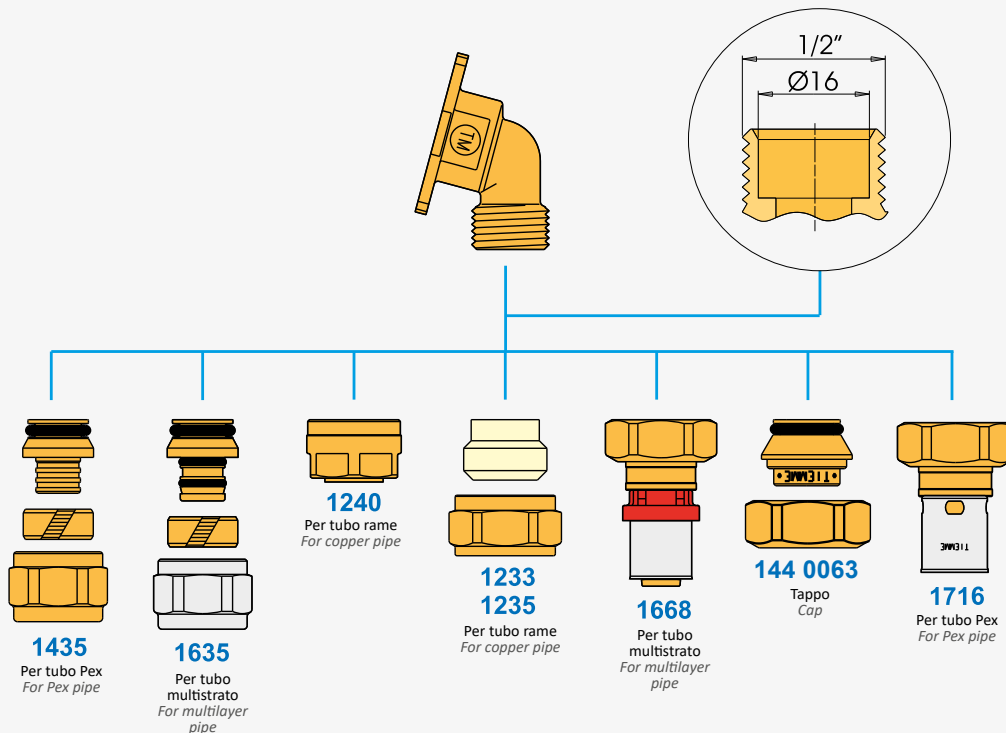 1/2″
Ø16
TM
1435
Per tubo Pex
For Pex pipe
1635
Per tubo
multistrato
For multilayer
pipe
1240
Per tubo rame
For copper pipe
1233
1235
Per tubo rame
For copper pipe
1668
Per tubo
multistrato
For multilayer
pipe
TIEMME
144 0063
Tappo
Cap
TIEMME
1716
Per tubo Pex
For Pex pipe